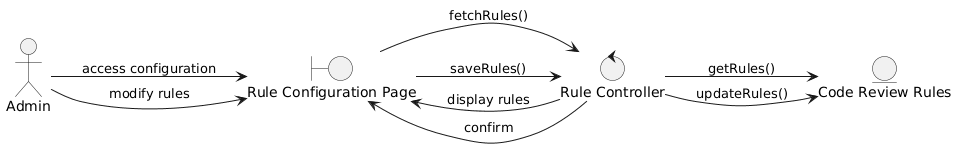 fetchRules()
access configuration
saveRules()
getRules()
modify rules
display rules
updateRules()
Admin
Rule Configuration Page
Rule Controller
Code Review Rules
confirm